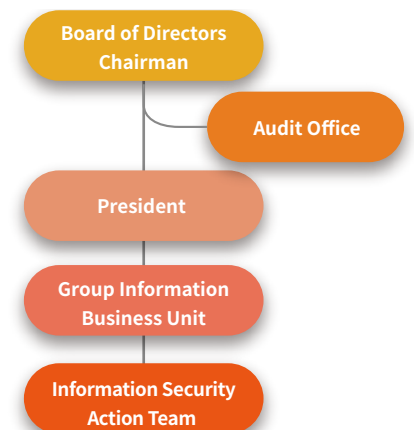 Board of Directors
Chairman
Audit Office
President
Group Information
Business Unit
Information Security
Action Team